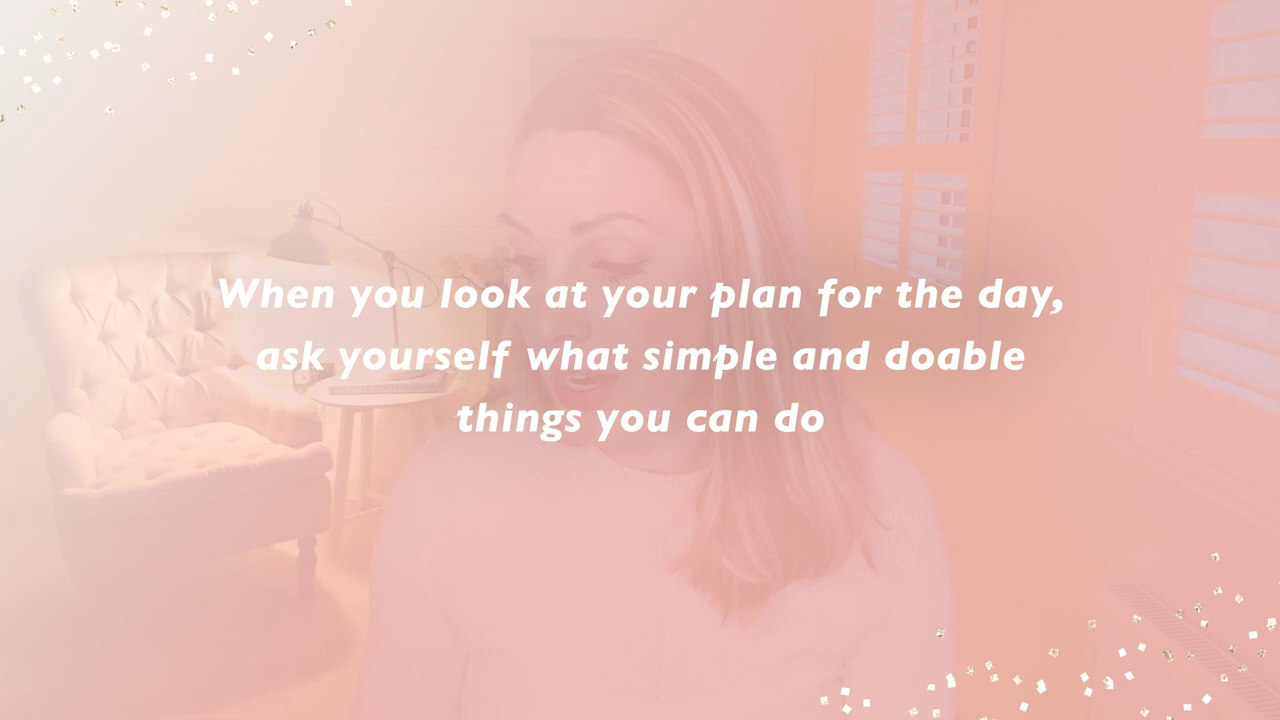 When you look at your plan for the day,
ask yourself what simple and doable
things you can do